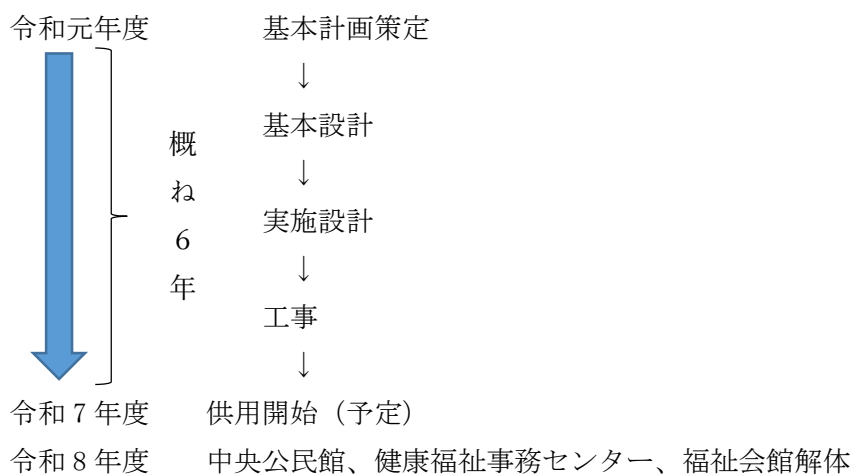 令和元年度 基本計画策定
↓
基本設計
↓
実施設計
↓
工事
↓
概ね6年
令和7年度 供用開始（予定）
令和8年度 中央公民館、健康福祉事務センター、福祉会館解体